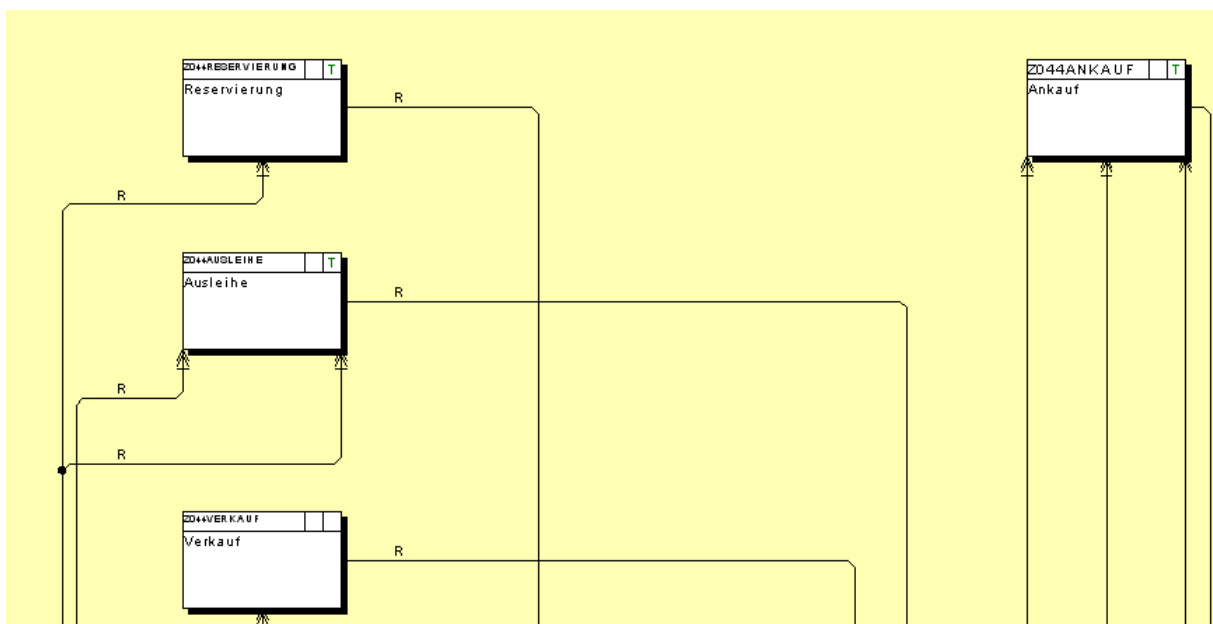 Z044RESERVIERUNG T
Reservierung
R
R
Z044AUSLEIHE T
Ausleihe
R
R
R
Z044VERKAUF
Verkauf
R
Z044ANKAUF T
Ankauf